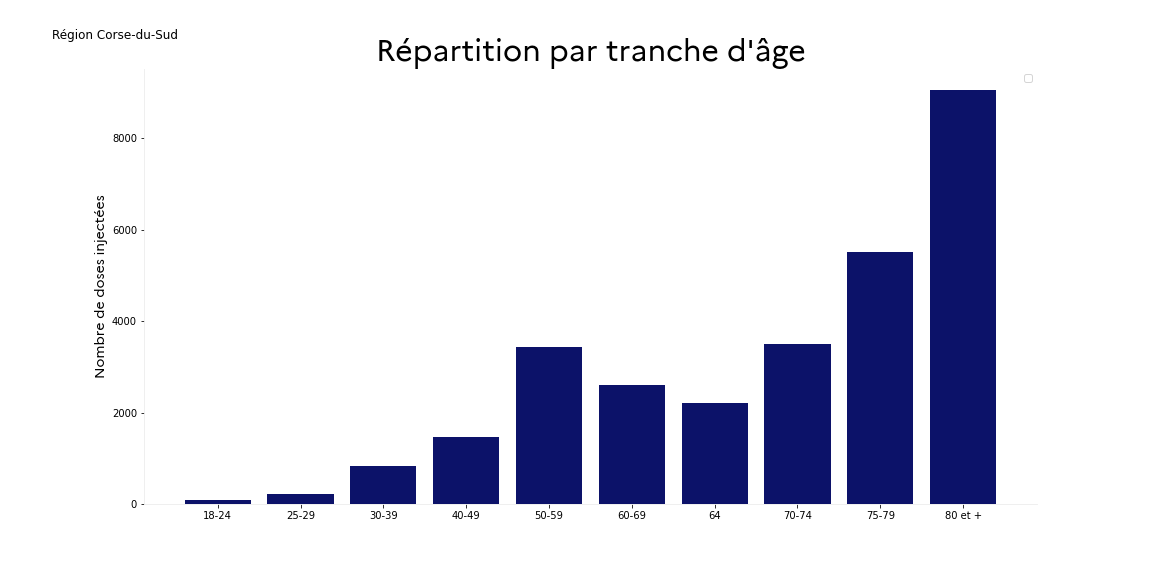 Région Corse-du-Sud
Répartition par tranche d'âge
Nombre de doses injectées
8000
6000
4000
2000
0
18-24 25-29 30-39 40-49 50-59 60-69 64 70-74 75-79 80 et +